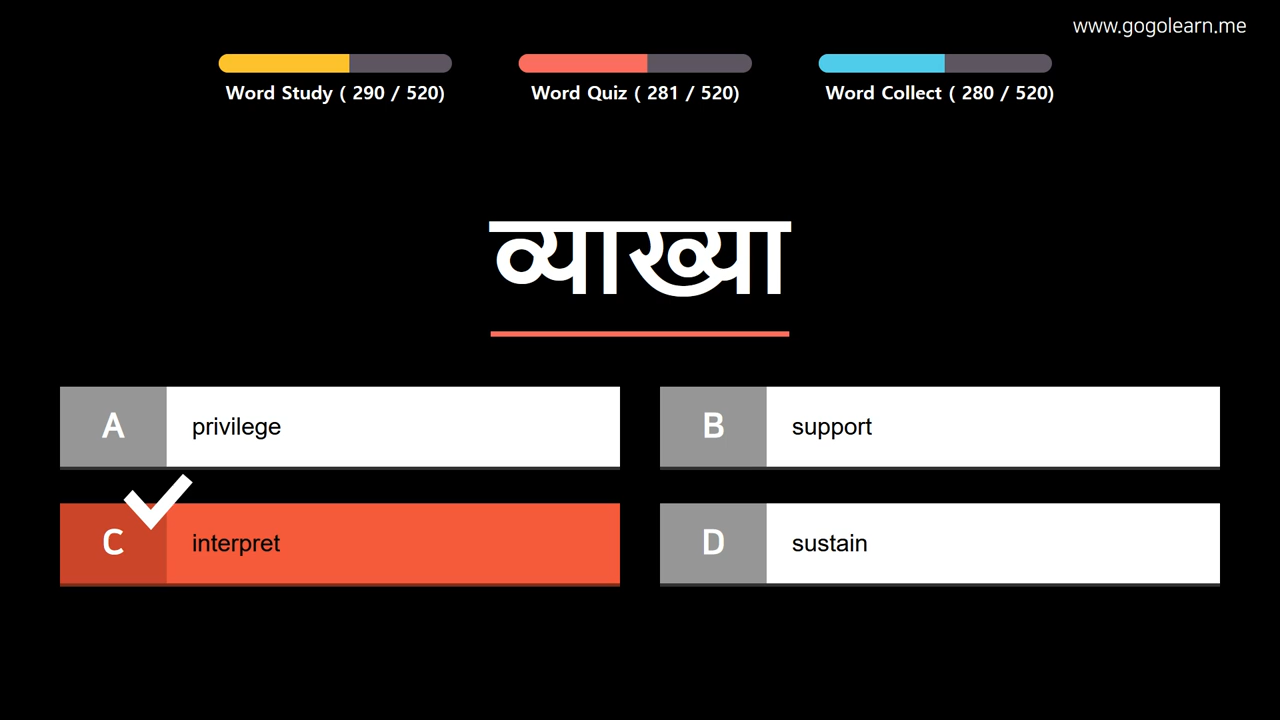 www.gogolearn.me
Word Study ( 290 / 520)
Word Quiz ( 281 / 520)
Word Collect ( 280 / 520)
व्याख्या
A privilege
B support
C interpret
D sustain